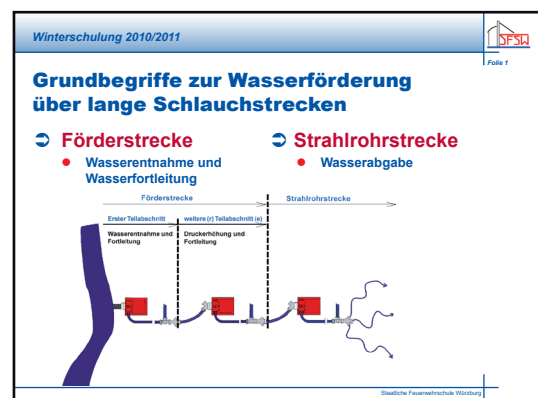 Winterschulung 2010/2011
SFSW
Folie 1
Grundbegriffe zur Wasserförderung
über lange Schlauchstrecken
Förderstrecke
Wasserentnahme und
Wasserfortleitung
Strahlrohrstrecke
Wasserabgabe
Förderstrecke
Strahlrohrstrecke
Erster Teilabschnitt
weitere (r) Teilabschnitt (e)
Wasserentnahme und
Fortleitung
Druckerhöhung und
Fortleitung
Staatliche Feuerwehrschule Würzburg